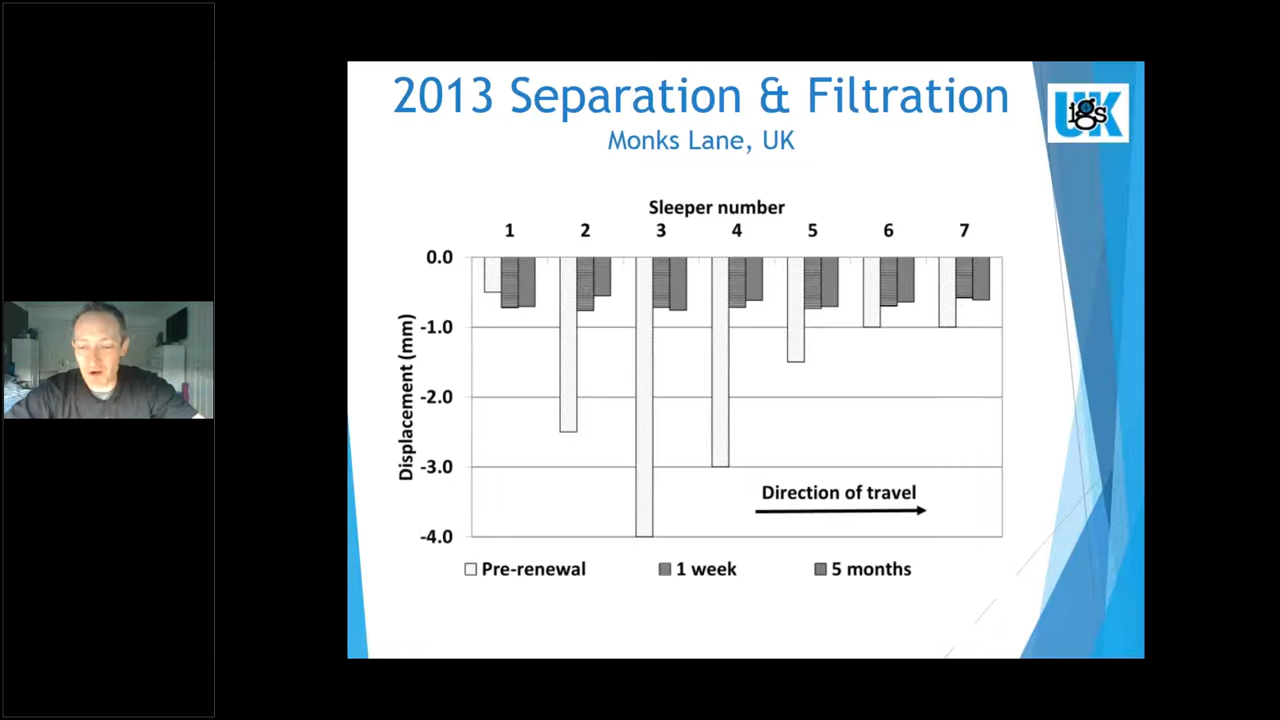 2013 Separation & Filtration
Monks Lane, UK
UK
igs
Sleeper number
1 2 3 4 5 6 7
0.0
-1.0
-2.0
-3.0
-4.0
Displacement (mm)
Direction of travel
Pre-renewal 1 week 5 months